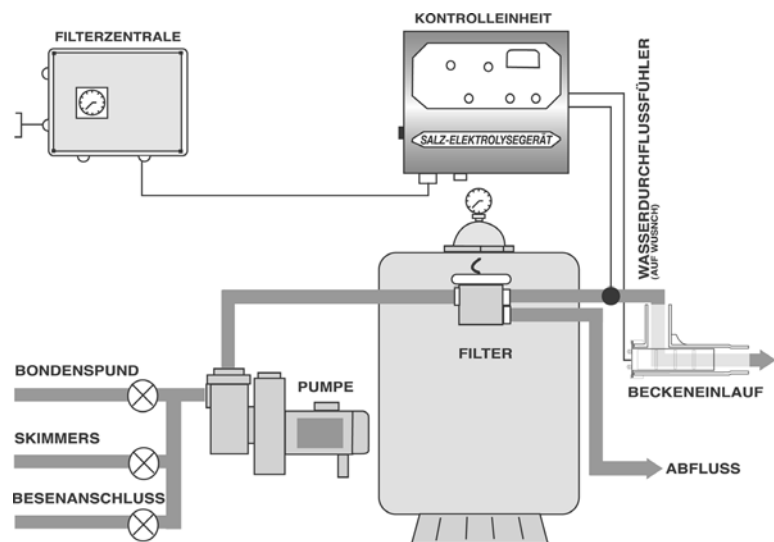 KONTROLLEINHEIT
FILTERZENTRALE
SALZ-ELEKTROLYSEGERÄT
WASSERDURCHFLUSSFÜHLER
(AUF WUSNCH)
BONDENSPUND
PUMPE
FILTER
BECKENEINLAUF
SKIMMERS
ABFLUSS
BESENANSCHLUSS